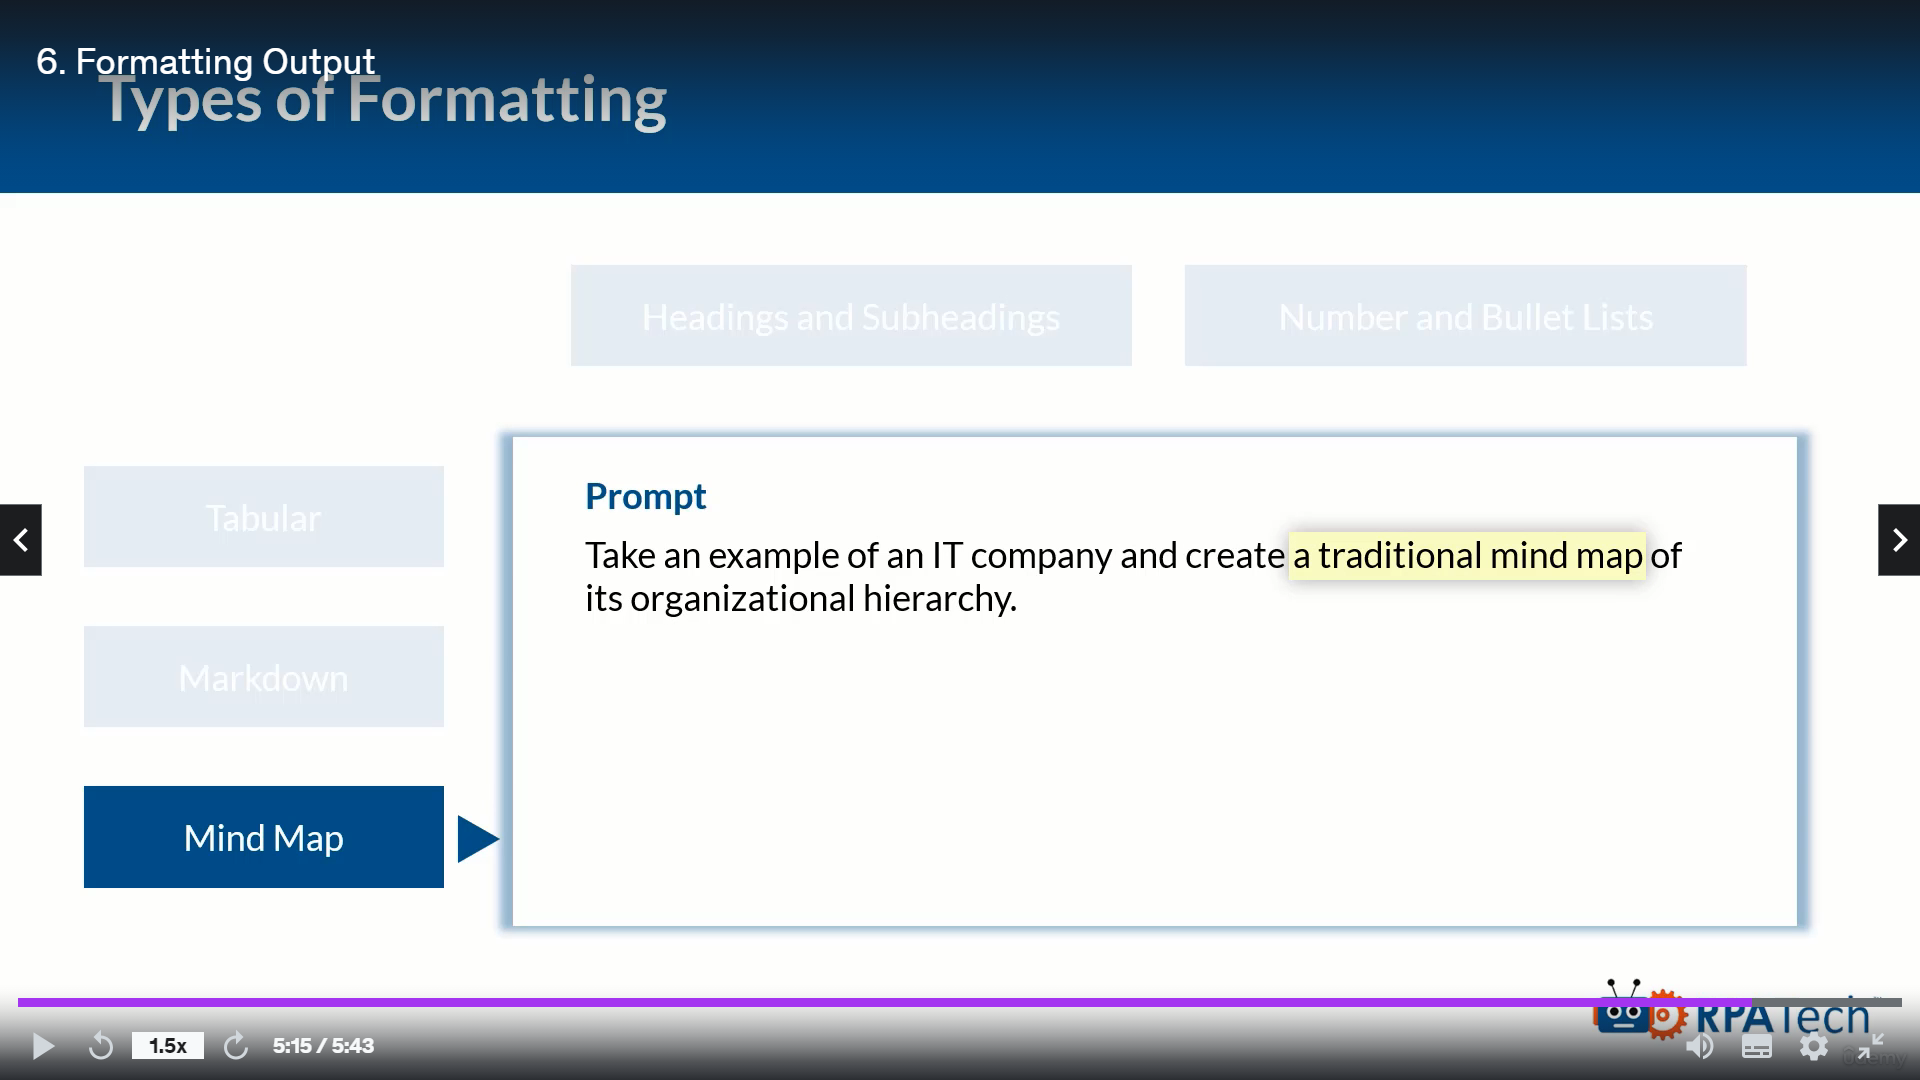 6. Formatting Output
Types of Formatting
Headings and Subheadings
Number and Bullet Lists
Tabular
Markdown
Mind Map
Prompt
Take an example of an IT company and create a traditional mind map of
its organizational hierarchy.
RPATech
1.5x
5:15 / 5:43
udemy